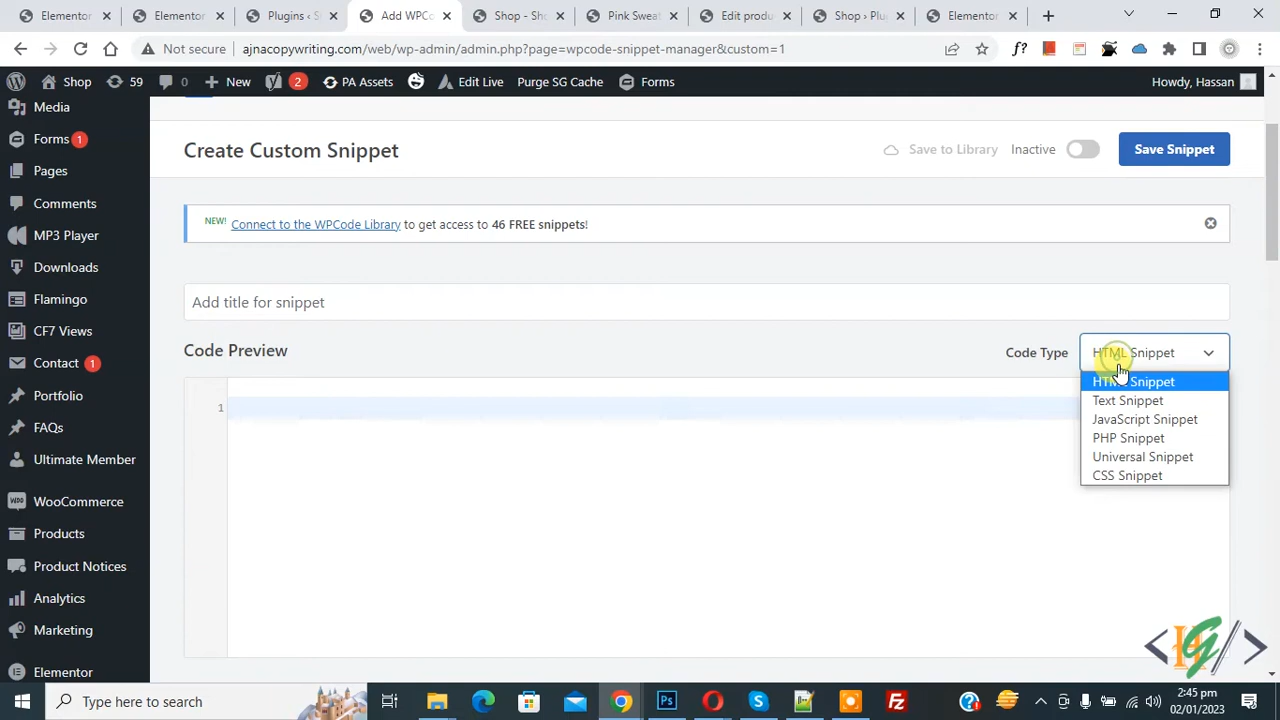 Elementor
Elementor
Plugins ‹ S
Add WPCo
Shop - Sho
Pink Sweat
Edit produ
Shop › Plu
Elementor
Not secure
ajnacopywriting.com/web/wp-admin/admin.php?page=wpcode-snippet-manager&custom=1
Shop
59
0
New
2
PA Assets
Edit Live
Purge SG Cache
Forms
Howdy, Hassan
Media
Forms 1
Pages
Comments
MP3 Player
Downloads
Flamingo
CF7 Views
Contact 1
Portfolio
FAQs
Ultimate Member
WooCommerce
Products
Product Notices
Analytics
Marketing
Elementor
Create Custom Snippet
Save to Library
Inactive
Save Snippet
NEW! Connect to the WPCode Library to get access to 46 FREE snippets!
Add title for snippet
Code Preview
Code Type
HTML Snippet
HTML Snippet
Text Snippet
JavaScript Snippet
PHP Snippet
Universal Snippet
CSS Snippet
1
Type here to search
2:45 pm
02/01/2023